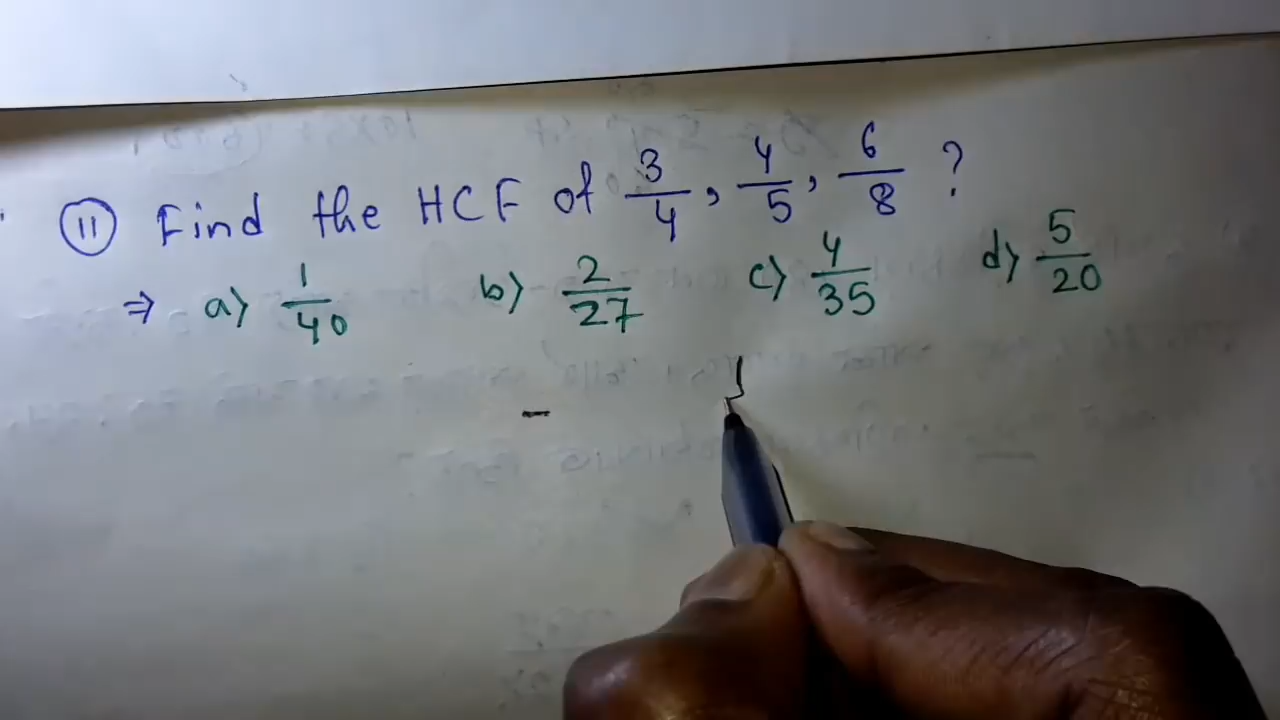 (11) Find the HCF of 3/4, 4/5, 6/8 ?
⇒ a) 1/40 b) 2/27 c) 4/35 d) 5/20